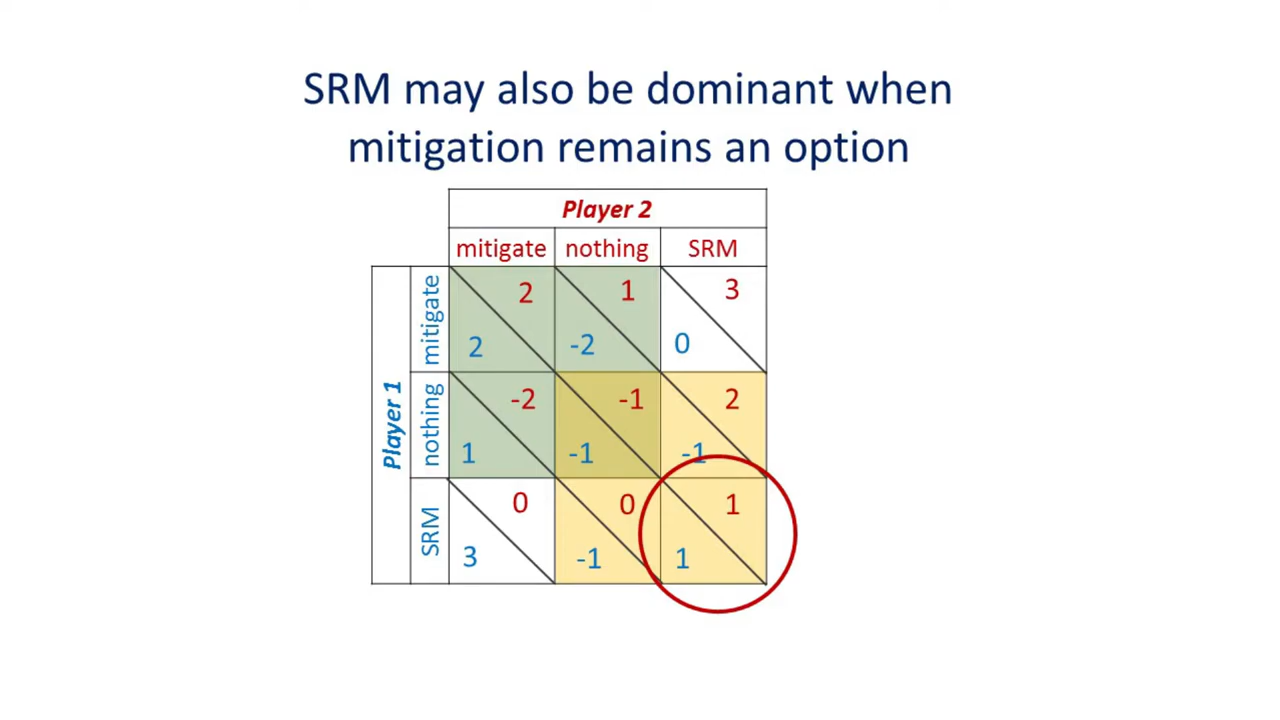 SRM may also be dominant when
mitigation remains an option
Player 2
mitigate nothing SRM
Player 1
mitigate
2 1 3
2 -2 0
nothing
-2 -1 2
1 -1 -1
SRM
0 0 1
3 -1 1